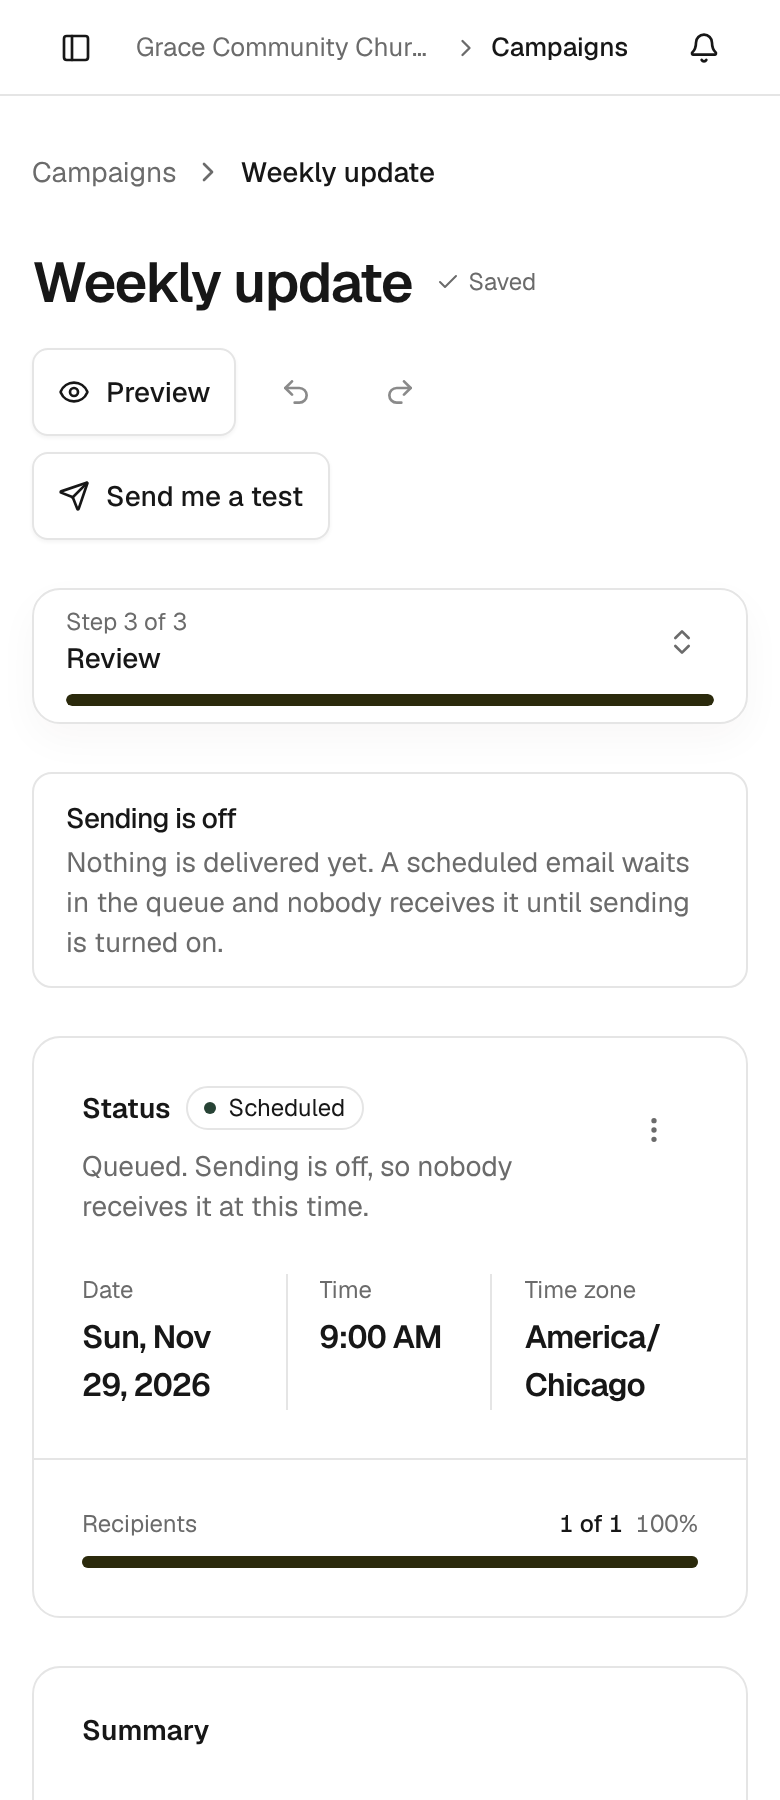 Grace Community Chur... Campaigns
Campaigns Weekly update
Weekly update Saved
Preview
Send me a test
Step 3 of 3
Review
Sending is off
Nothing is delivered yet. A scheduled email waits
in the queue and nobody receives it until sending
is turned on.
Status Scheduled
Queued. Sending is off, so nobody
receives it at this time.
Date Time Time zone
Sun, Nov 9:00 AM America/
29, 2026 Chicago
Recipients 1 of 1 100%
Summary